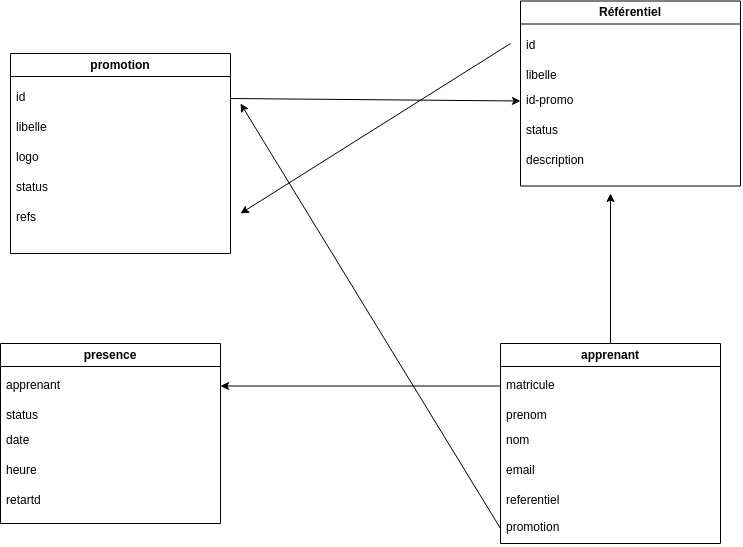 promotion
id
libelle
logo
status
refs
Référentiel
id
libelle
id-promo
status
description
presence
apprenant
status
date
heure
retartd
apprenant
matricule
prenom
nom
email
referentiel
promotion